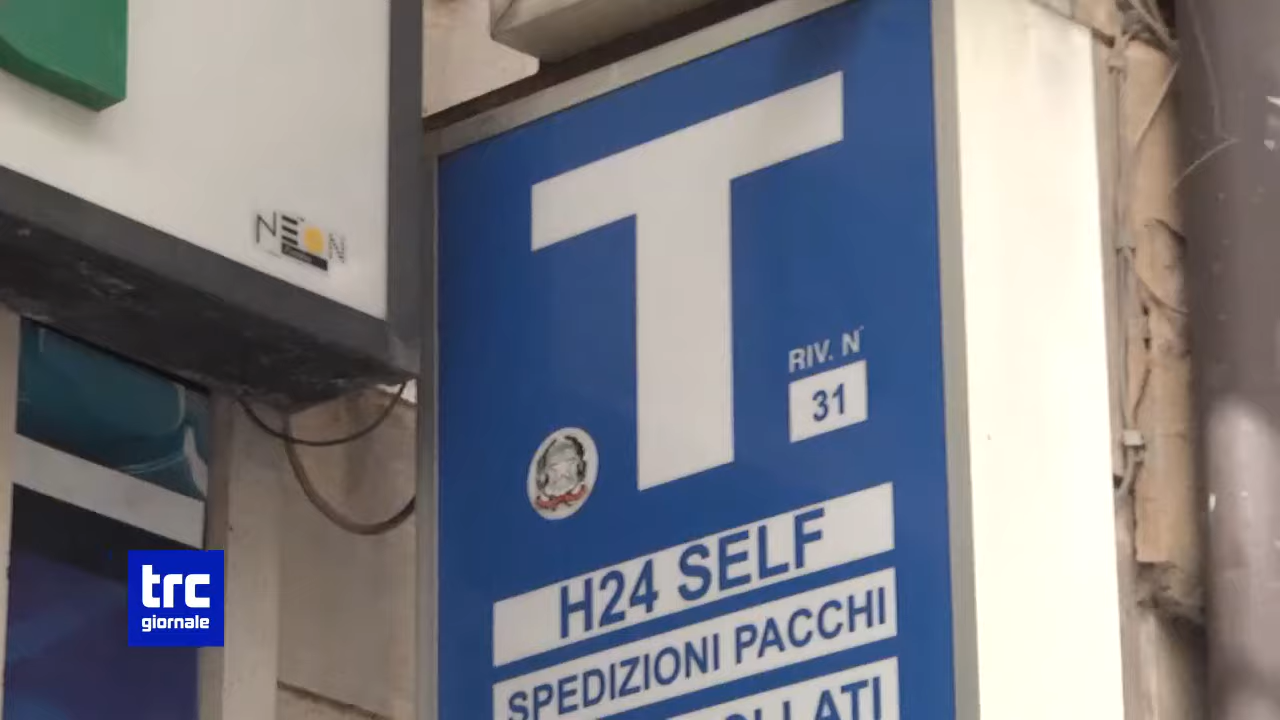 NEON
T
RIV. N°
31
H24 SELF
SPEDIZIONI PACCHI
trc
giornale